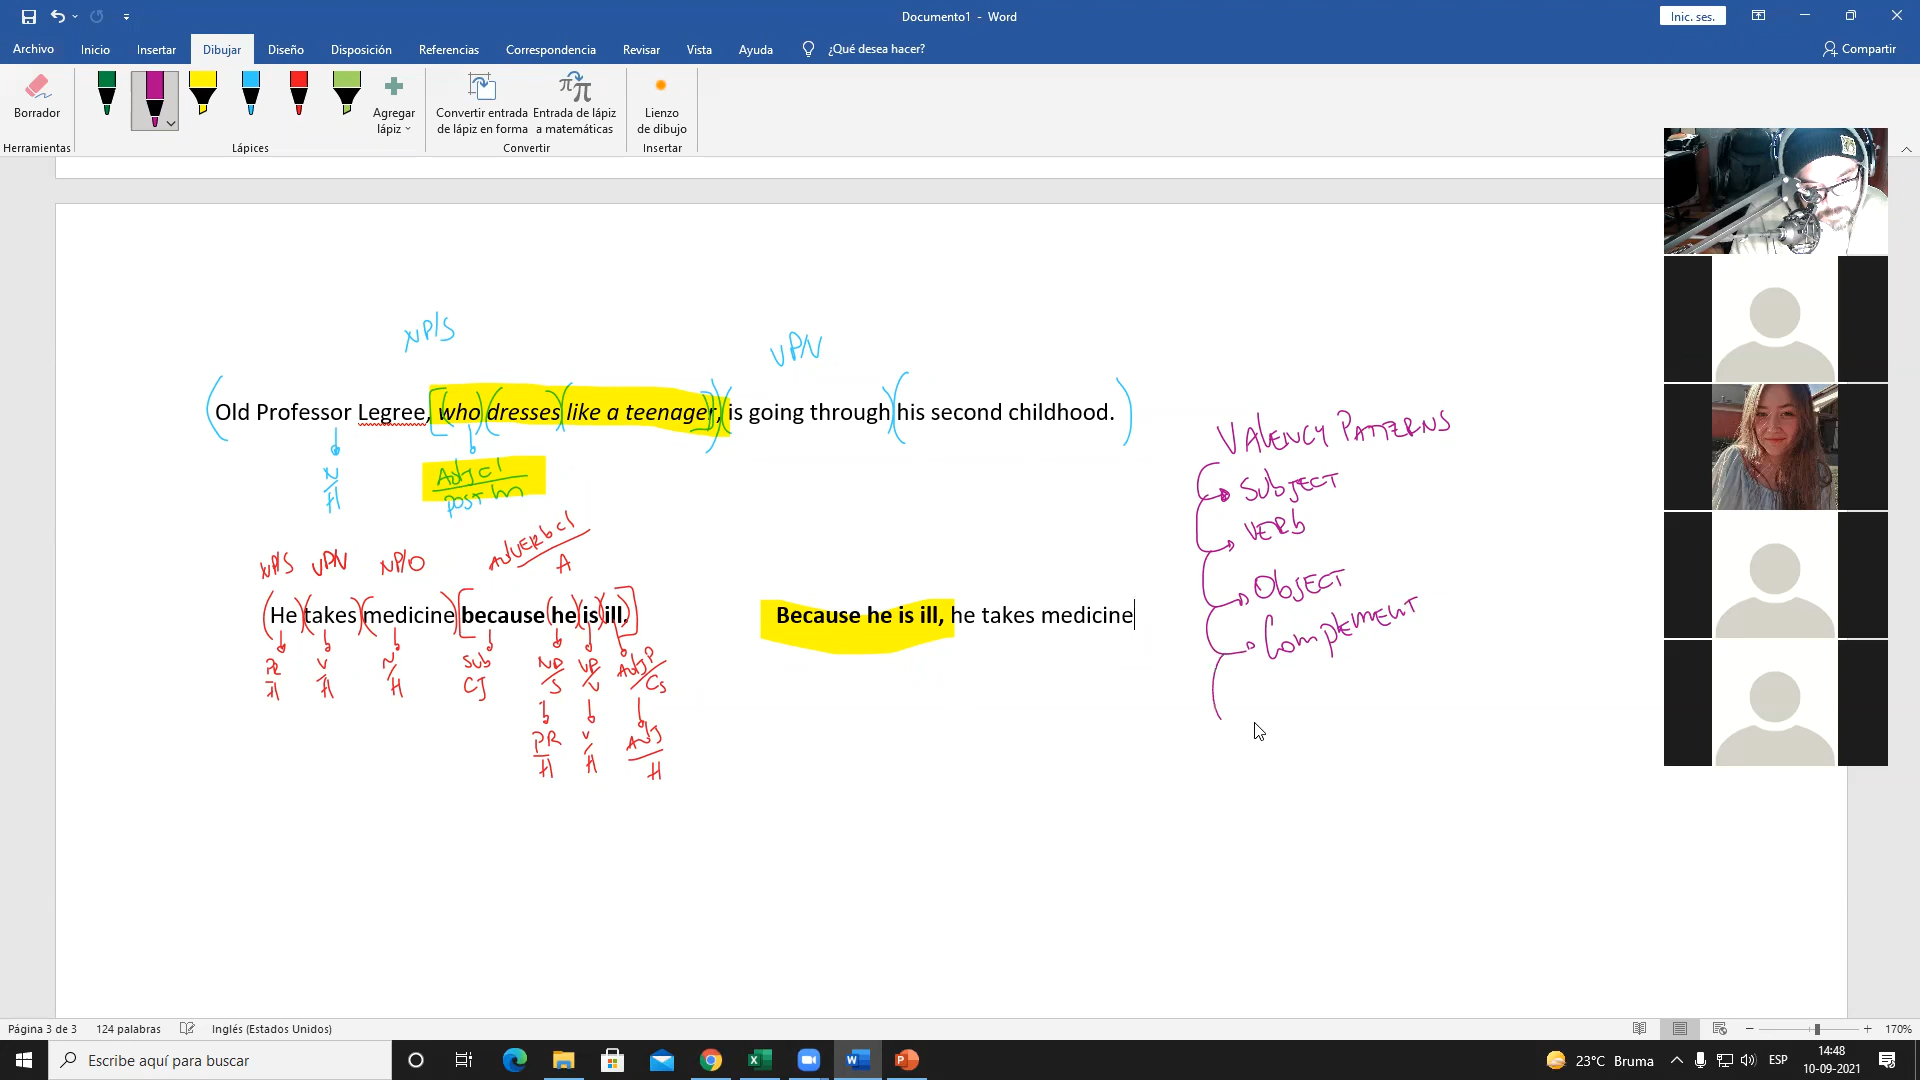 Documento1 - Word
Inic. ses.
Archivo Inicio Insertar Dibujar Diseño Disposición Referencias Correspondencia Revisar Vista Ayuda ¿Qué desea hacer? Compartir
Borrador
Agregar lápiz
Convertir entrada de lápiz en forma
Entrada de lápiz a matemáticas
Lienzo de dibujo
Herramientas Lápices Convertir Insertar
NP/S VPN
Old Professor Legree, who dresses like a teenager, is going through his second childhood.
N
H
Adj Cl
post m
VALENCY PATTERNS
SUBJECT
VERb
ObJECT
Complement
AdVERb cl
A
NP/S VPN NP/O
He takes medicine because he is ill.
Because he is ill, he takes medicine
PR
H
V
H
N
H
Sub
CJ
NP
S
VP
V
AdjP
Cs
PR
H
V
H
AdJ
H
Página 3 de 3 124 palabras Inglés (Estados Unidos) 170%
Escribe aquí para buscar
23°C Bruma
ESP
14:48
10-09-2021